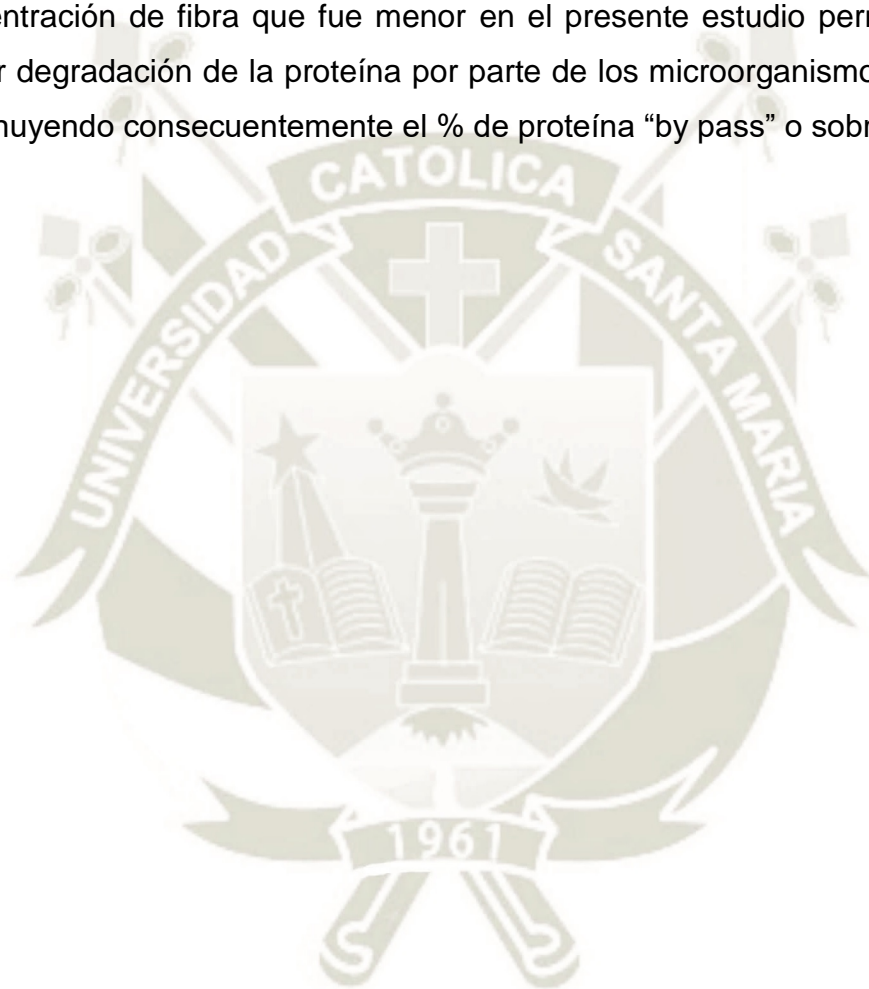 entración de fibra que fue menor en el presente estudio perr
r degradación de la proteína por parte de los microorganismo
nuyendo consecuentemente el % de proteína “by pass” o sobr
CATOLICA
UNIVERSIDAD
SANTA MARIA
1961